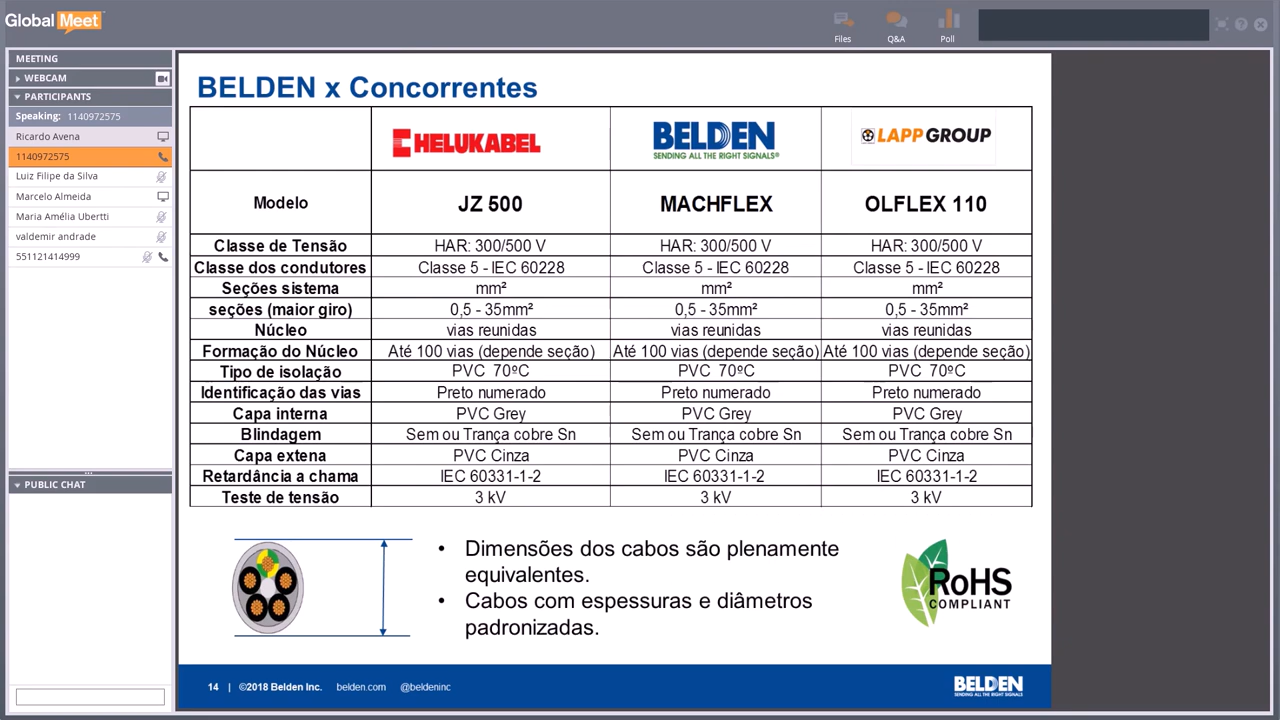 Global Meet
Files
Q&A
Poll
MEETING
WEBCAM
PARTICIPANTS
Speaking: 1140972575
Ricardo Avena
1140972575
Luiz Filipe da Silva
Marcelo Almeida
Maria Amélia Ubertti
valdemir andrade
551121414999
PUBLIC CHAT
BELDEN x Concorrentes
HELUKABEL BELDEN LAPP GROUP
SENDING ALL THE RIGHT SIGNALS®
Modelo JZ 500 MACHFLEX OLFLEX 110
Classe de Tensão HAR: 300/500 V HAR: 300/500 V HAR: 300/500 V
Classe dos condutores Classe 5 - IEC 60228 Classe 5 - IEC 60228 Classe 5 - IEC 60228
Seções sistema mm² mm² mm²
seções (maior giro) 0,5 - 35mm² 0,5 - 35mm² 0,5 - 35mm²
Núcleo vias reunidas vias reunidas vias reunidas
Formação do Núcleo Até 100 vias (depende seção) Até 100 vias (depende seção) Até 100 vias (depende seção)
Tipo de isolação PVC 70ºC PVC 70ºC PVC 70ºC
Identificação das vias Preto numerado Preto numerado Preto numerado
Capa interna PVC Grey PVC Grey PVC Grey
Blindagem Sem ou Trança cobre Sn Sem ou Trança cobre Sn Sem ou Trança cobre Sn
Capa extena PVC Cinza PVC Cinza PVC Cinza
Retardância a chama IEC 60331-1-2 IEC 60331-1-2 IEC 60331-1-2
Teste de tensão 3 kV 3 kV 3 kV
• Dimensões dos cabos são plenamente
equivalentes.
• Cabos com espessuras e diâmetros
padronizadas.
RoHS
COMPLIANT
14 | ©2018 Belden Inc. belden.com @beldeninc
BELDEN
SENDING ALL THE RIGHT SIGNALS